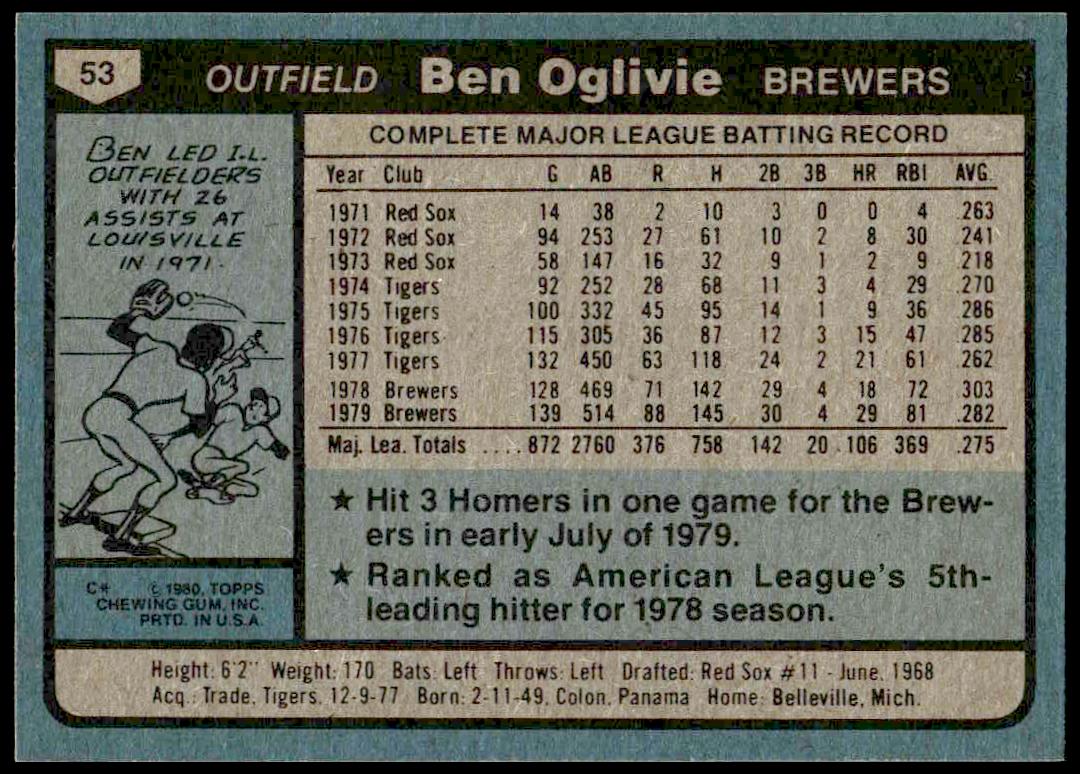 53 OUTFIELD Ben Oglivie BREWERS
BEN LED I.L.
OUTFIELDERS
WITH 26
ASSISTS AT
LOUISVILLE
IN 1971.
C* © 1980, TOPPS
CHEWING GUM, INC.
PRTD. IN U.S.A.
COMPLETE MAJOR LEAGUE BATTING RECORD
Year Club G AB R H 2B 3B HR RBI AVG.
1971 Red Sox 14 38 2 10 3 0 0 4 .263
1972 Red Sox 94 253 27 61 10 2 8 30 .241
1973 Red Sox 58 147 16 32 9 1 2 9 .218
1974 Tigers 92 252 28 68 11 3 4 29 .270
1975 Tigers 100 332 45 95 14 1 9 36 .286
1976 Tigers 115 305 36 87 12 3 15 47 .285
1977 Tigers 132 450 63 118 24 2 21 61 .262
1978 Brewers 128 469 71 142 29 4 18 72 .303
1979 Brewers 139 514 88 145 30 4 29 81 .282
Maj. Lea. Totals .... 872 2760 376 758 142 20 106 369 .275
★ Hit 3 Homers in one game for the Brew-
ers in early July of 1979.
★ Ranked as American League's 5th-
leading hitter for 1978 season.
Height: 6'2" Weight: 170 Bats: Left Throws: Left Drafted: Red Sox #11 - June, 1968
Acq.: Trade, Tigers, 12-9-77 Born: 2-11-49, Colon, Panama Home: Belleville, Mich.